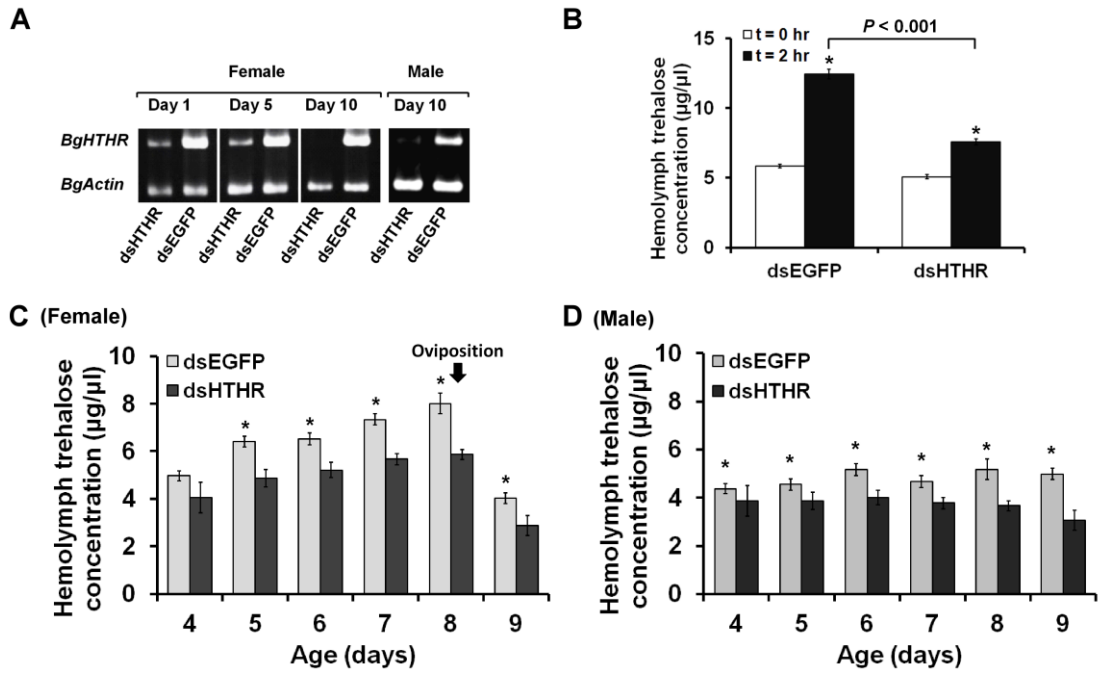 A
Female
Male
Day 1
Day 5
Day 10
Day 10
BgHTHR
BgActin
dsHTHR
dsEGFP
dsHTHR
dsEGFP
dsHTHR
dsEGFP
dsHTHR
dsEGFP
B
Hemolymph trehalose
concentration (µg/µl)
15
10
5
0
t = 0 hr
t = 2 hr
P < 0.001
*
*
dsEGFP
dsHTHR
C (Female)
Hemolymph trehalose
concentration (µg/µl)
10
8
6
4
2
0
dsEGFP
dsHTHR
Oviposition
*
*
*
*
*
4 5 6 7 8 9
Age (days)
D (Male)
Hemolymph trehalose
concentration (µg/µl)
10
8
6
4
2
0
dsEGFP
dsHTHR
*
*
*
*
*
*
4 5 6 7 8 9
Age (days)